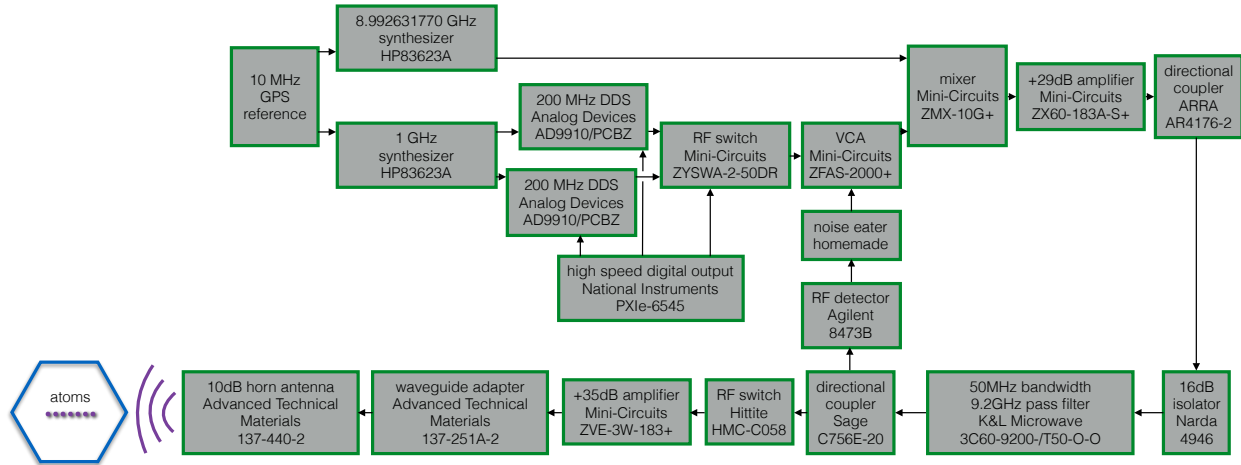 8.992631770 GHz
synthesizer
HP83623A
10 MHz
GPS
reference
1 GHz
synthesizer
HP83623A
200 MHz DDS
Analog Devices
AD9910/PCBZ
200 MHz DDS
Analog Devices
AD9910/PCBZ
RF switch
Mini-Circuits
ZYSWA-2-50DR
VCA
Mini-Circuits
ZFAS-2000+
mixer
Mini-Circuits
ZMX-10G+
+29dB amplifier
Mini-Circuits
ZX60-183A-S+
directional
coupler
ARRA
AR4176-2
high speed digital output
National Instruments
PXIe-6545
noise eater
homemade
RF detector
Agilent
8473B
atoms
10dB horn antenna
Advanced Technical
Materials
137-440-2
waveguide adapter
Advanced Technical
Materials
137-251A-2
+35dB amplifier
Mini-Circuits
ZVE-3W-183+
RF switch
Hittite
HMC-C058
directional
coupler
Sage
C756E-20
50MHz bandwidth
9.2GHz pass filter
K&L Microwave
3C60-9200-/T50-O-O
16dB
isolator
Narda
4946